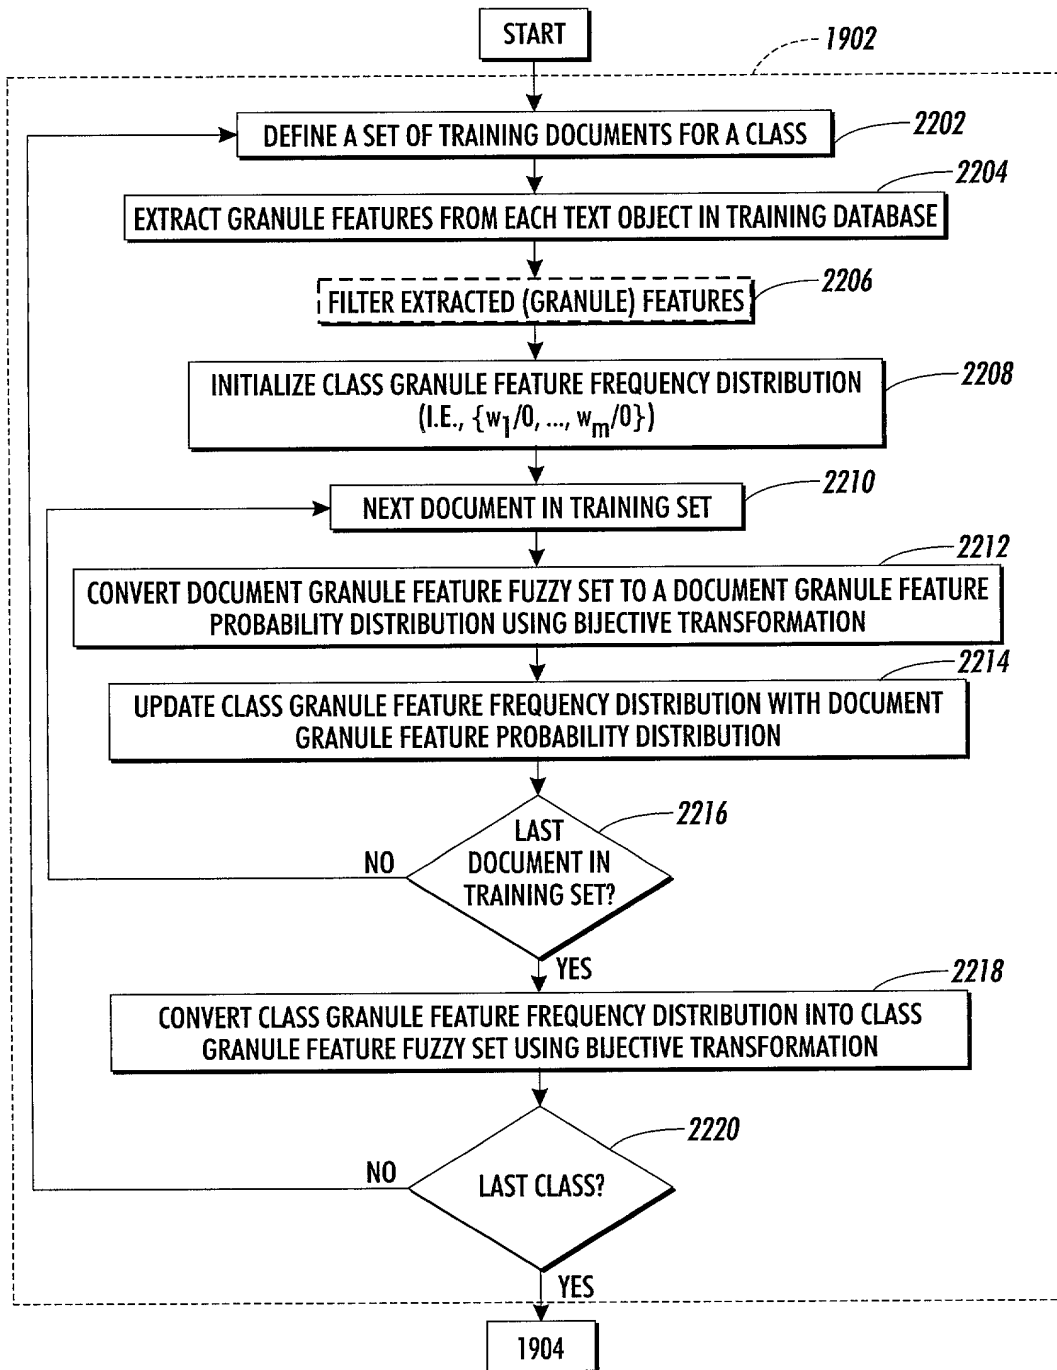 START
1902
DEFINE A SET OF TRAINING DOCUMENTS FOR A CLASS
2202
2204
EXTRACT GRANULE FEATURES FROM EACH TEXT OBJECT IN TRAINING DATABASE
2206
FILTER EXTRACTED (GRANULE) FEATURES
INITIALIZE CLASS GRANULE FEATURE FREQUENCY DISTRIBUTION
2208
(I.E., {w1/0, ..., wm/0})
2210
NEXT DOCUMENT IN TRAINING SET
2212
CONVERT DOCUMENT GRANULE FEATURE FUZZY SET TO A DOCUMENT GRANULE FEATURE
PROBABILITY DISTRIBUTION USING BIJECTIVE TRANSFORMATION
2214
UPDATE CLASS GRANULE FEATURE FREQUENCY DISTRIBUTION WITH DOCUMENT
GRANULE FEATURE PROBABILITY DISTRIBUTION
2216
LAST
DOCUMENT IN
TRAINING SET?
NO
YES
2218
CONVERT CLASS GRANULE FEATURE FREQUENCY DISTRIBUTION INTO CLASS
GRANULE FEATURE FUZZY SET USING BIJECTIVE TRANSFORMATION
2220
NO
LAST CLASS?
YES
1904